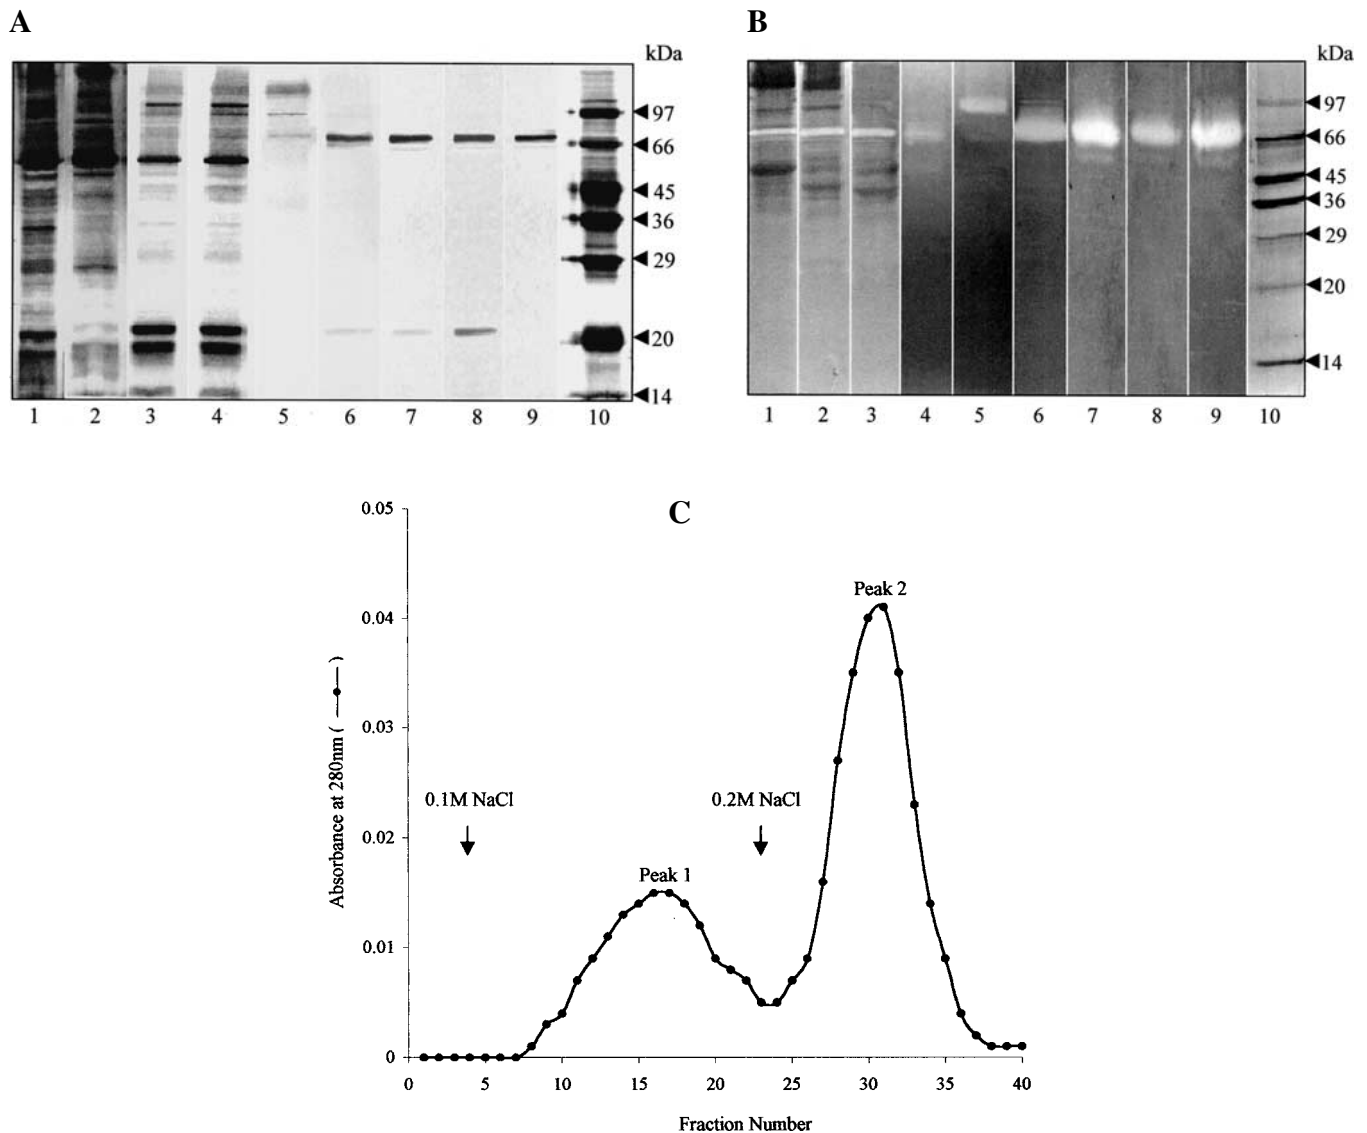 A
kDa
97
66
45
36
29
20
14
1 2 3 4 5 6 7 8 9 10
B
kDa
97
66
45
36
29
20
14
1 2 3 4 5 6 7 8 9 10
C
0.05
0.04
0.03
0.02
0.01
0
Absorbance at 280nm ( )
0.1M NaCl
0.2M NaCl
Peak 1
Peak 2
0 5 10 15 20 25 30 35 40
Fraction Number